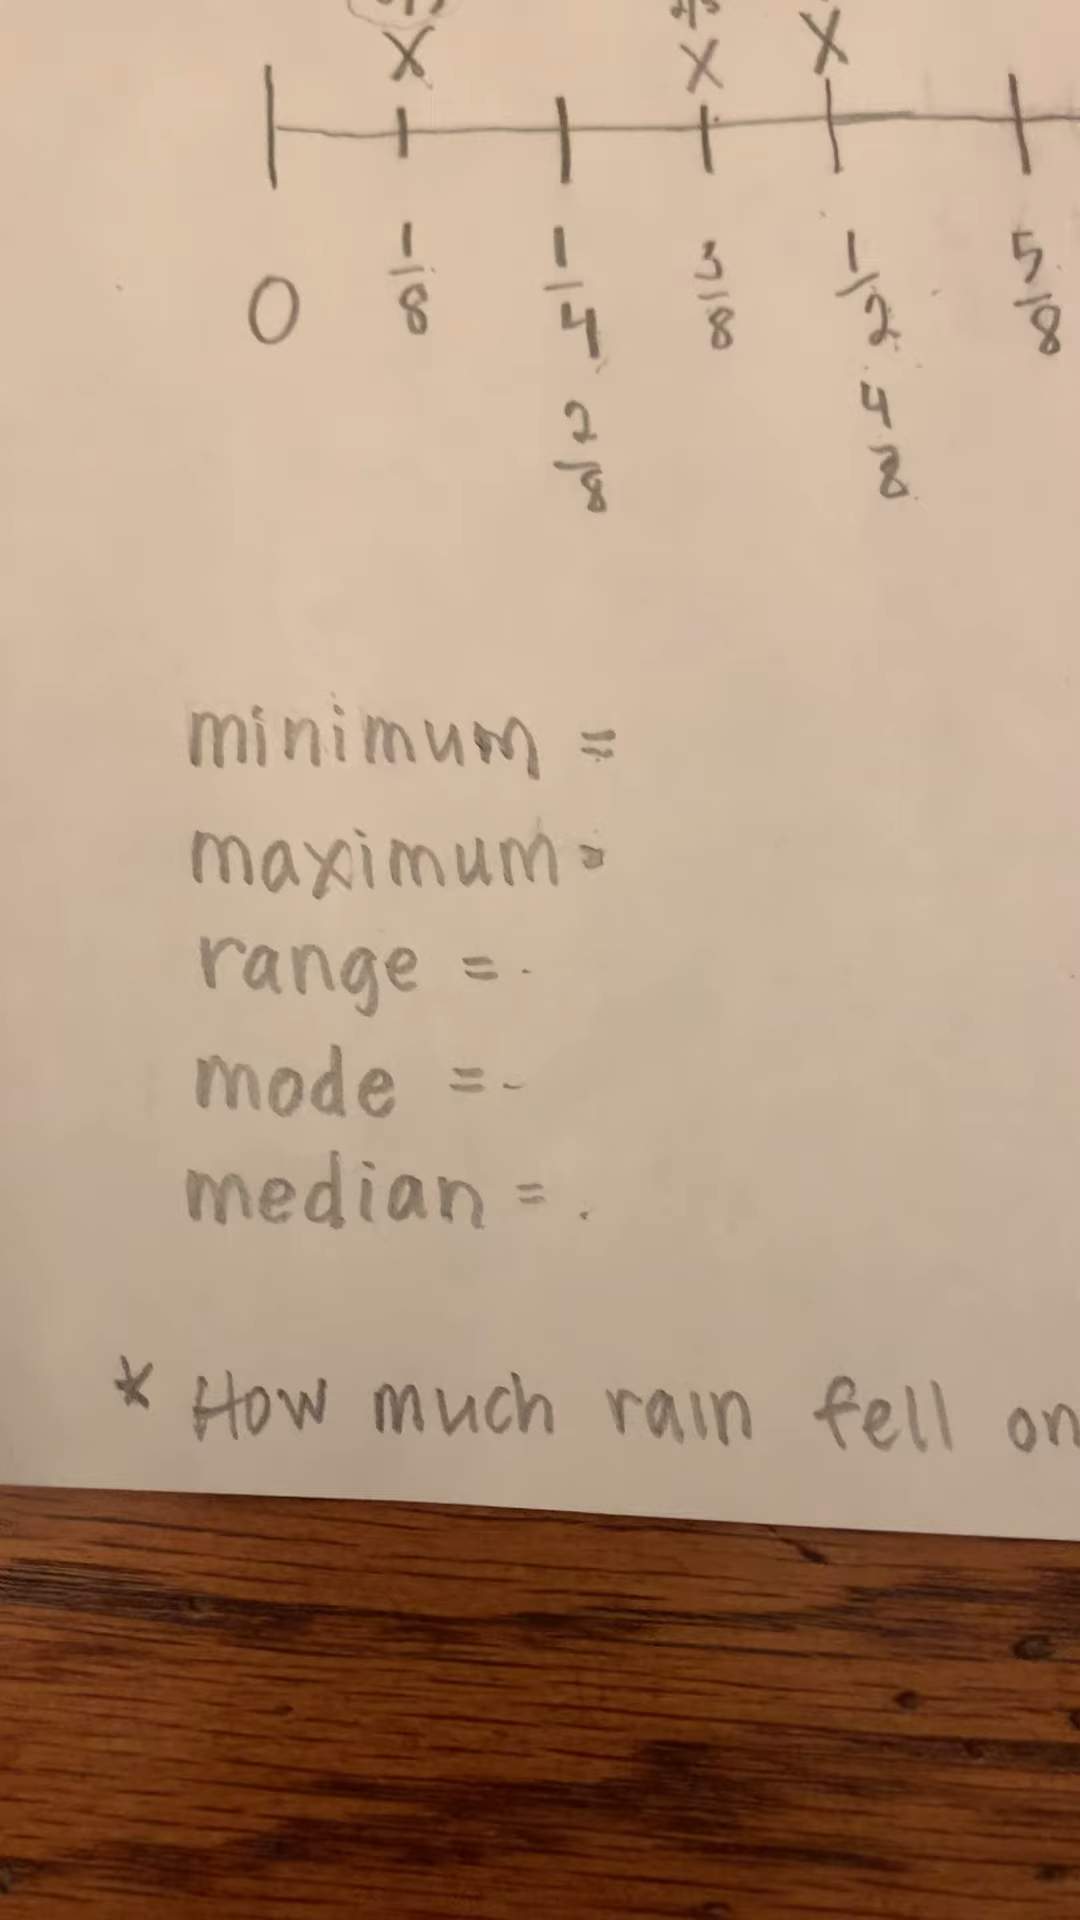 X X X
0 1/8 1/4 3/8 1/2 5/8
2/8 4/8
minimum =
maximum =
range =
mode =
median =
* How much rain fell on